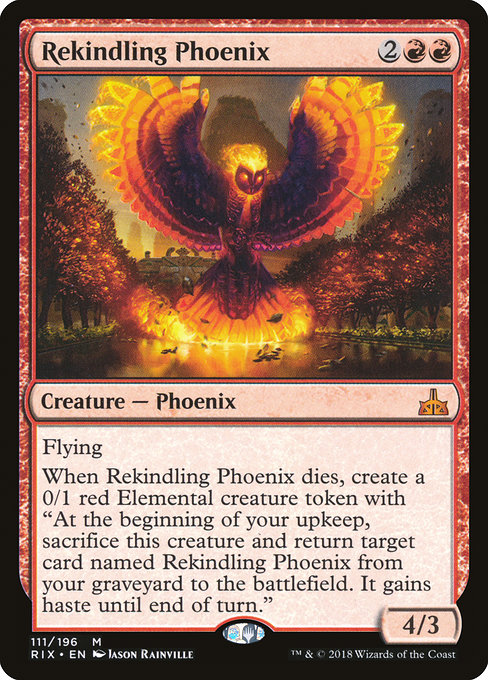 Rekindling Phoenix 2
Creature — Phoenix
Flying
When Rekindling Phoenix dies, create a
0/1 red Elemental creature token with
“At the beginning of your upkeep,
sacrifice this creature and return target
card named Rekindling Phoenix from
your graveyard to the battlefield. It gains
haste until end of turn.”
4/3
111/196 M
RIX • EN Jason Rainville ™ & © 2018 Wizards of the Coast